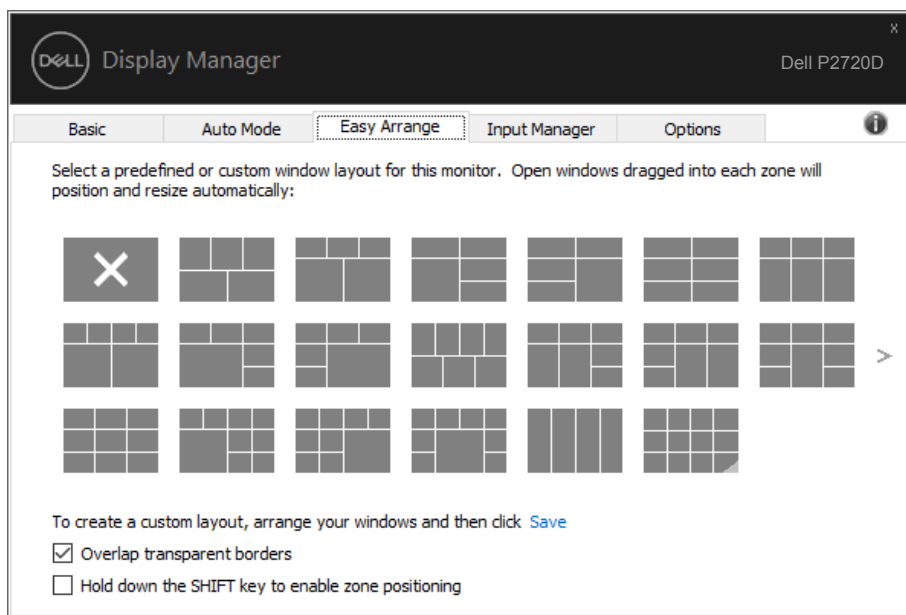 DELL Display Manager
x
Dell P2720D
Basic Auto Mode Easy Arrange Input Manager Options
Select a predefined or custom window layout for this monitor. Open windows dragged into each zone will
position and resize automatically:
>
To create a custom layout, arrange your windows and then click Save
Overlap transparent borders
Hold down the SHIFT key to enable zone positioning